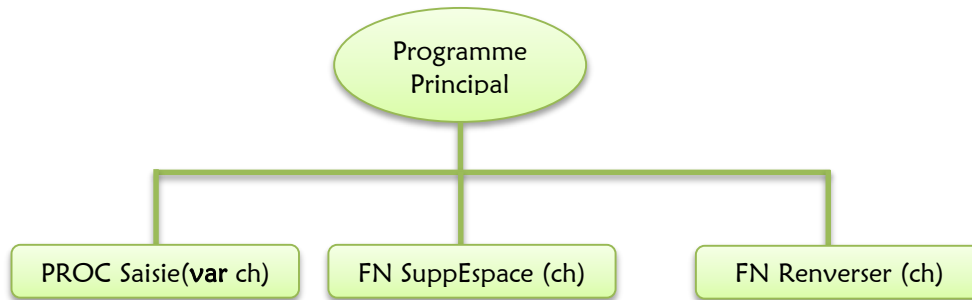 Programme
Principal
PROC Saisie(var ch)
FN SuppEspace (ch)
FN Renverser (ch)